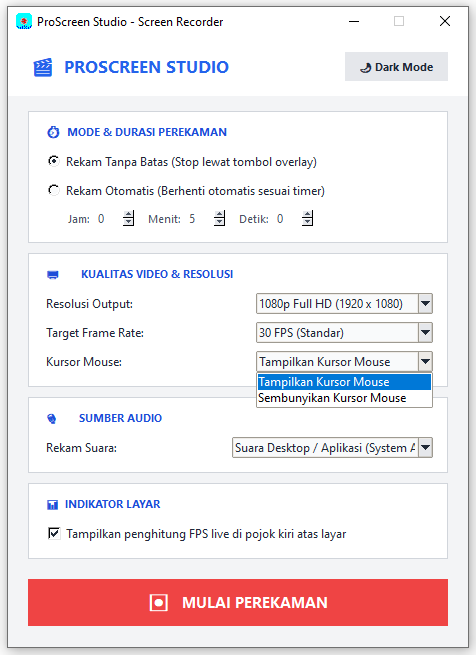 ProScreen Studio - Screen Recorder
PROSCREEN STUDIO
Dark Mode
MODE & DURASI PEREKAMAN
Rekam Tanpa Batas (Stop lewat tombol overlay)
Rekam Otomatis (Berhenti otomatis sesuai timer)
Jam: 0 Menit: 5 Detik: 0
KUALITAS VIDEO & RESOLUSI
Resolusi Output: 1080p Full HD (1920 x 1080)
Target Frame Rate: 30 FPS (Standar)
Kursor Mouse: Tampilkan Kursor Mouse
Tampilkan Kursor Mouse
Sembunyikan Kursor Mouse
SUMBER AUDIO
Rekam Suara: Suara Desktop / Aplikasi (System A
INDIKATOR LAYAR
Tampilkan penghitung FPS live di pojok kiri atas layar
MULAI PEREKAMAN